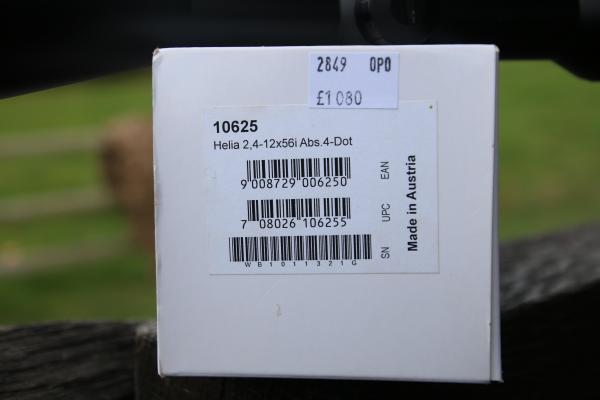 2849 OPO
£1080
10625
Helia 2,4-12x56i Abs.4-Dot
9 008729 006250
EAN
7 08026 106255
UPC
WB1011321G
SN
Made in Austria